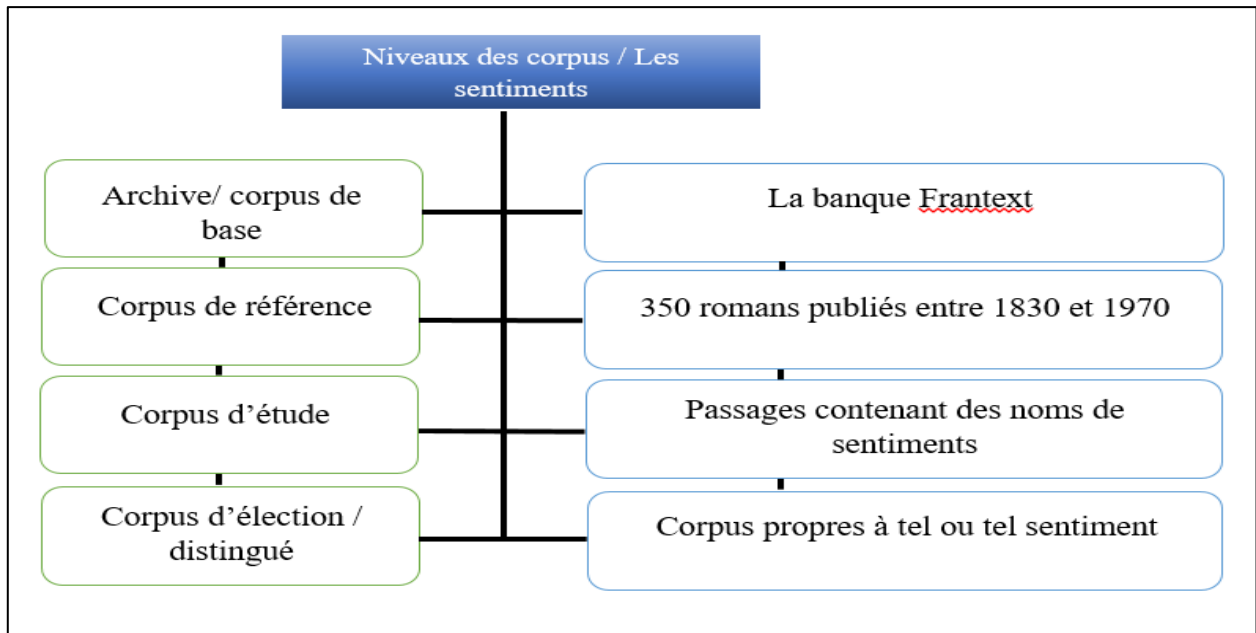 Niveaux des corpus / Les
sentiments
Archive/ corpus de
base
La banque Frantext
Corpus de référence
350 romans publiés entre 1830 et 1970
Corpus d’étude
Passages contenant des noms de
sentiments
Corpus d’élection /
distingué
Corpus propres à tel ou tel sentiment